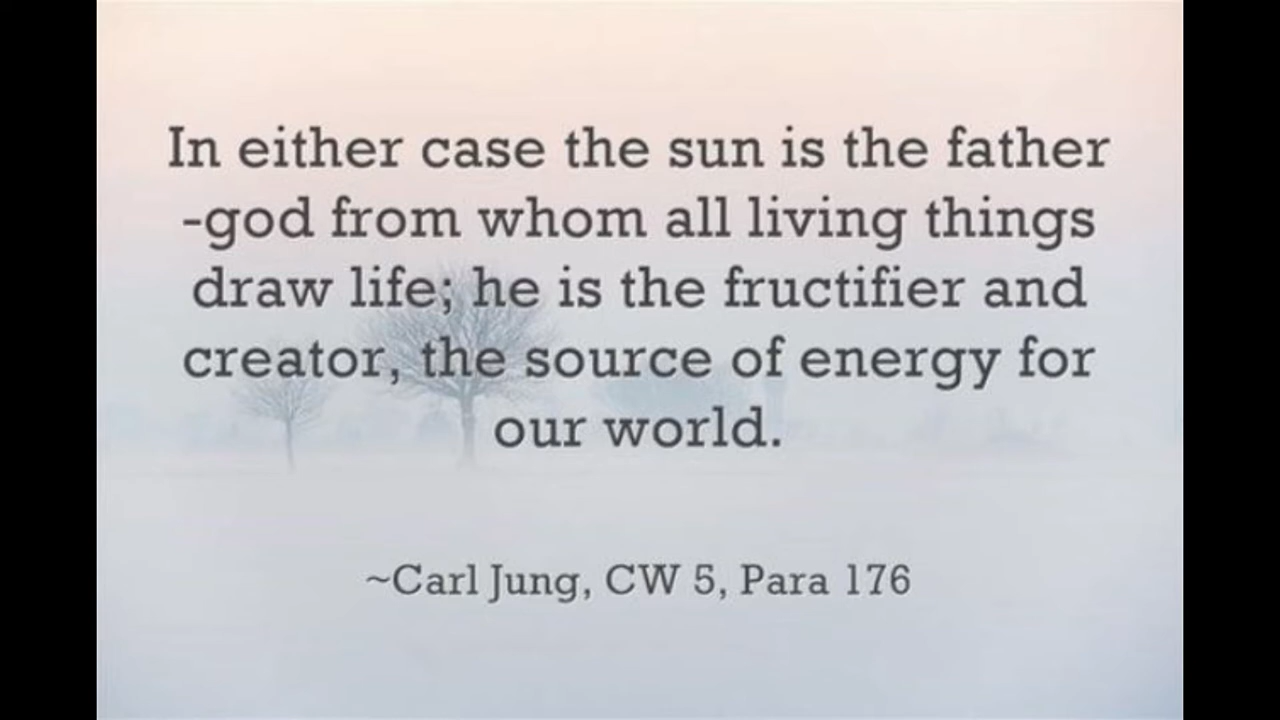 In either case the sun is the father
-god from whom all living things
draw life; he is the fructifier and
creator, the source of energy for
our world.
~Carl Jung, CW 5, Para 176